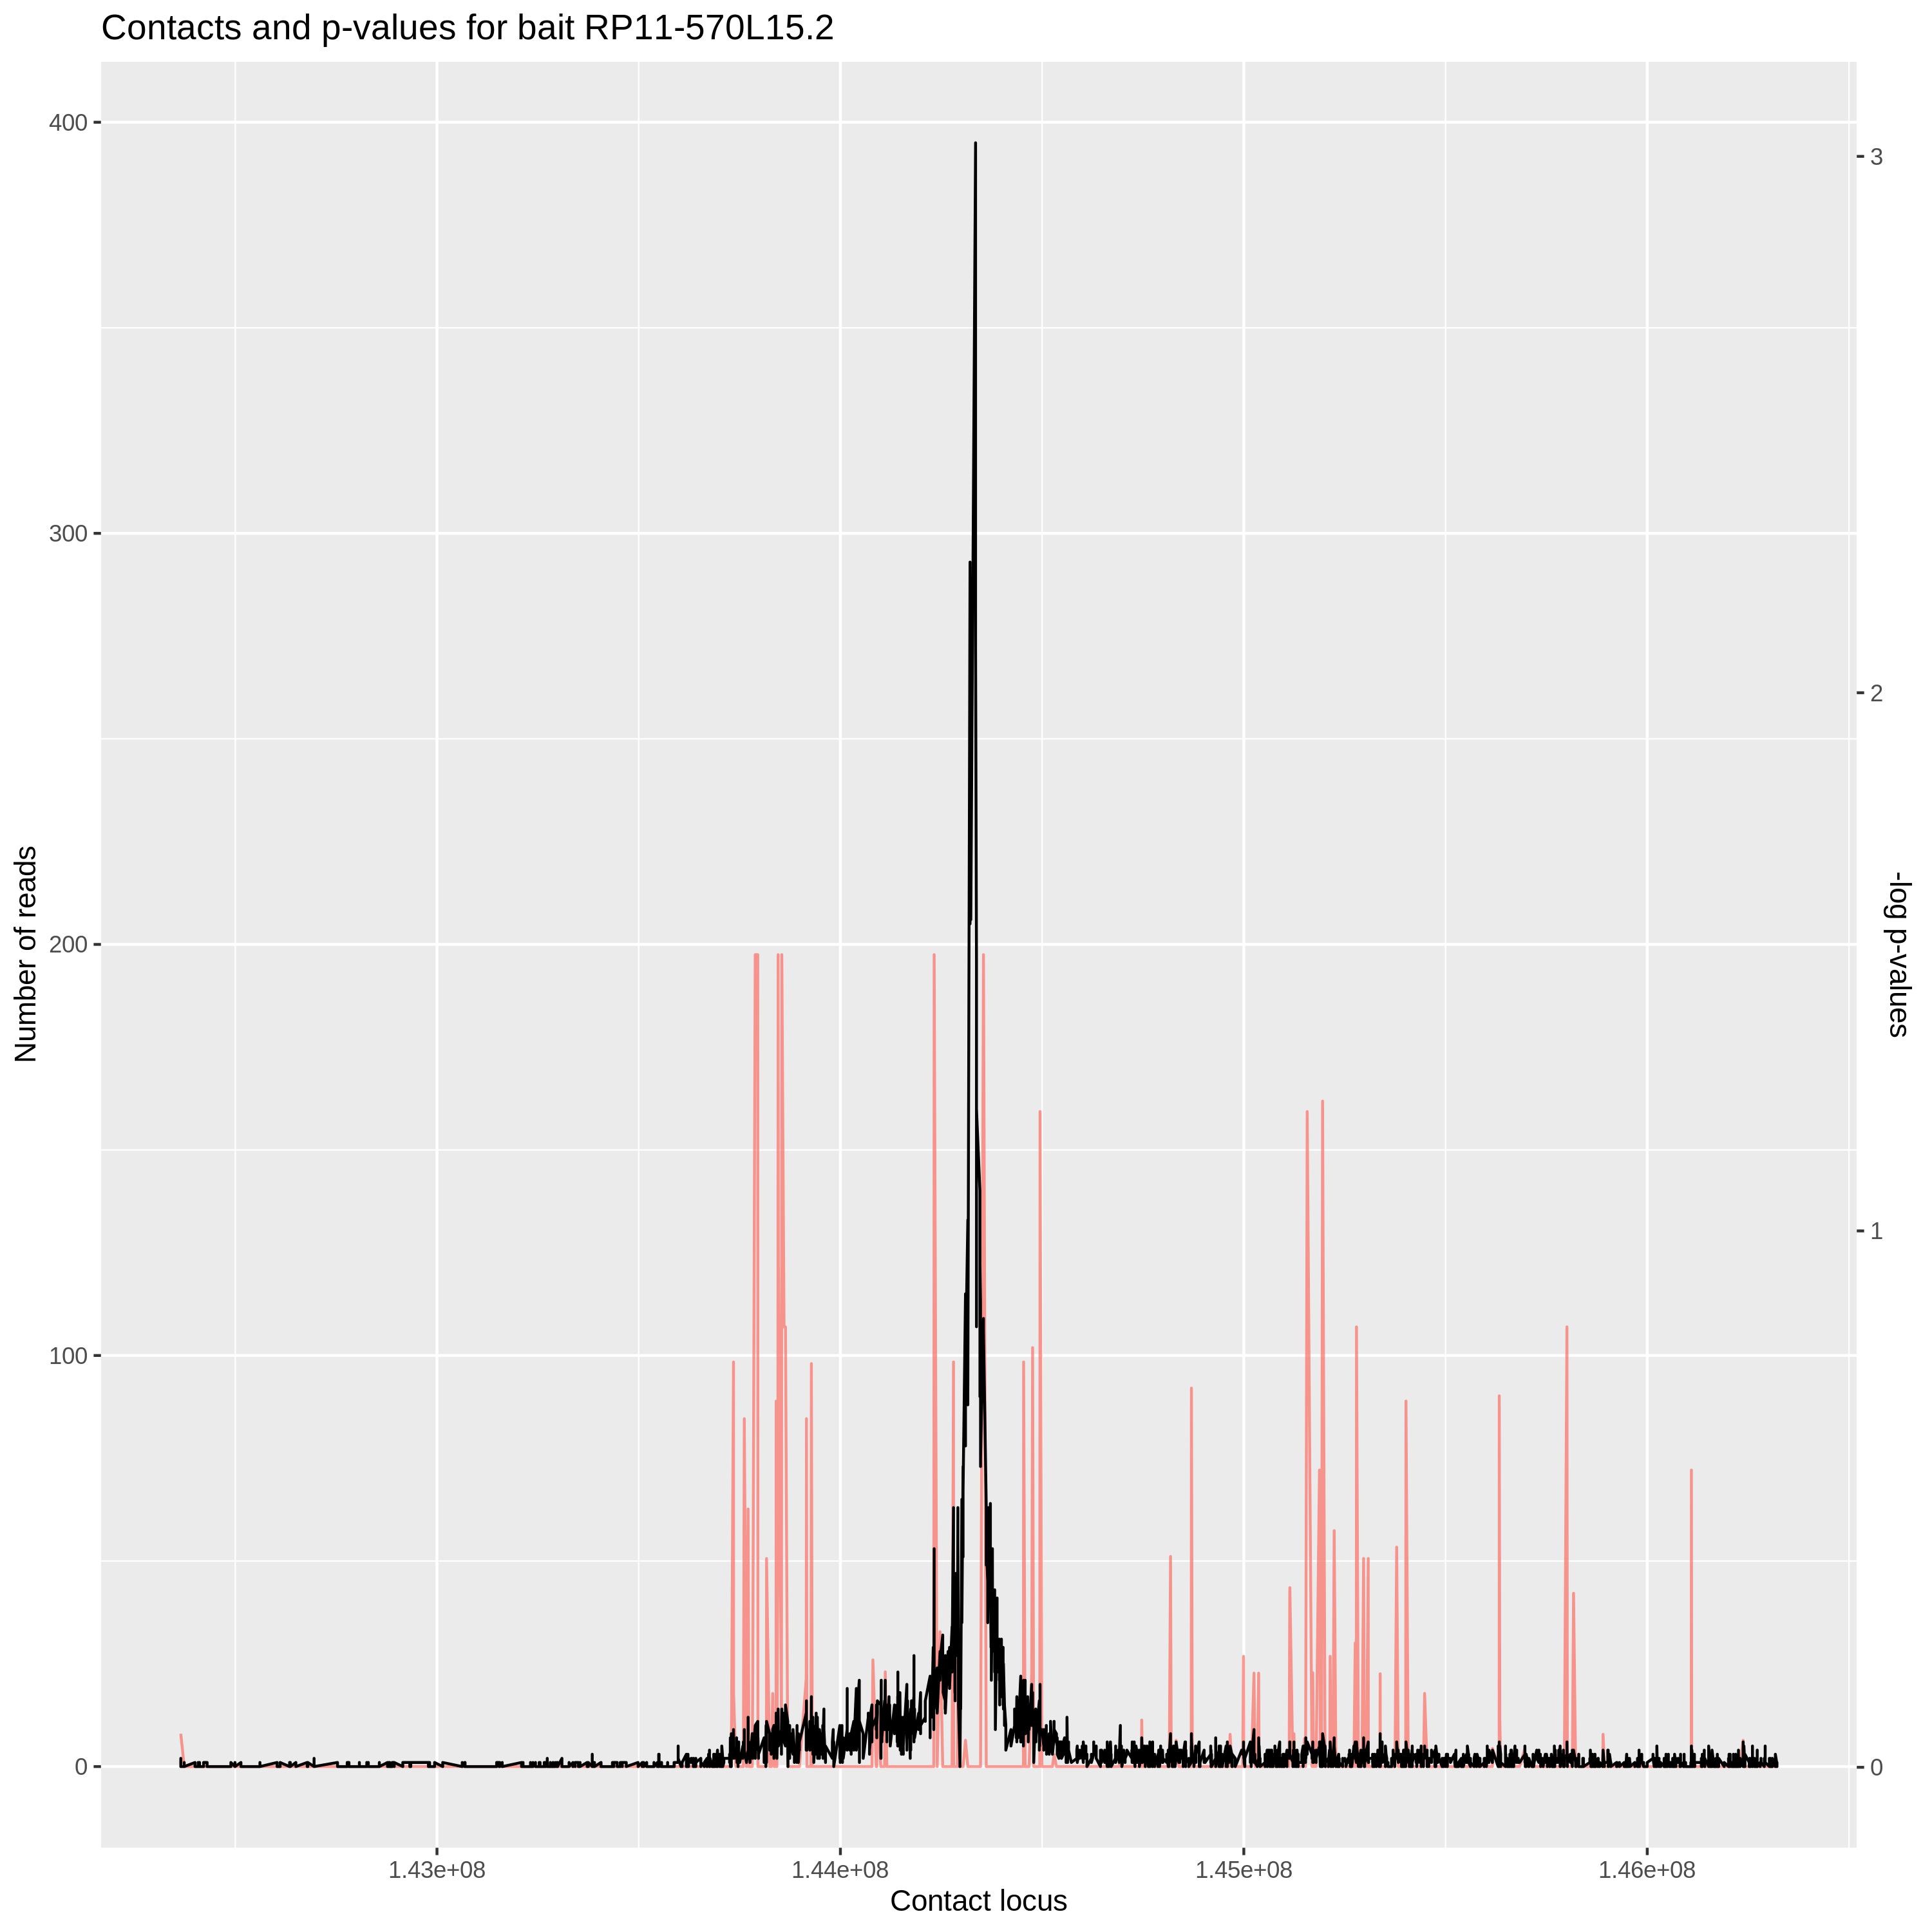 Contacts and p-values for bait RP11-570L15.2
400
300
200
100
0
Number of reads
3
2
1
0
-log p-values
1.43e+08
1.44e+08
1.45e+08
1.46e+08
Contact locus